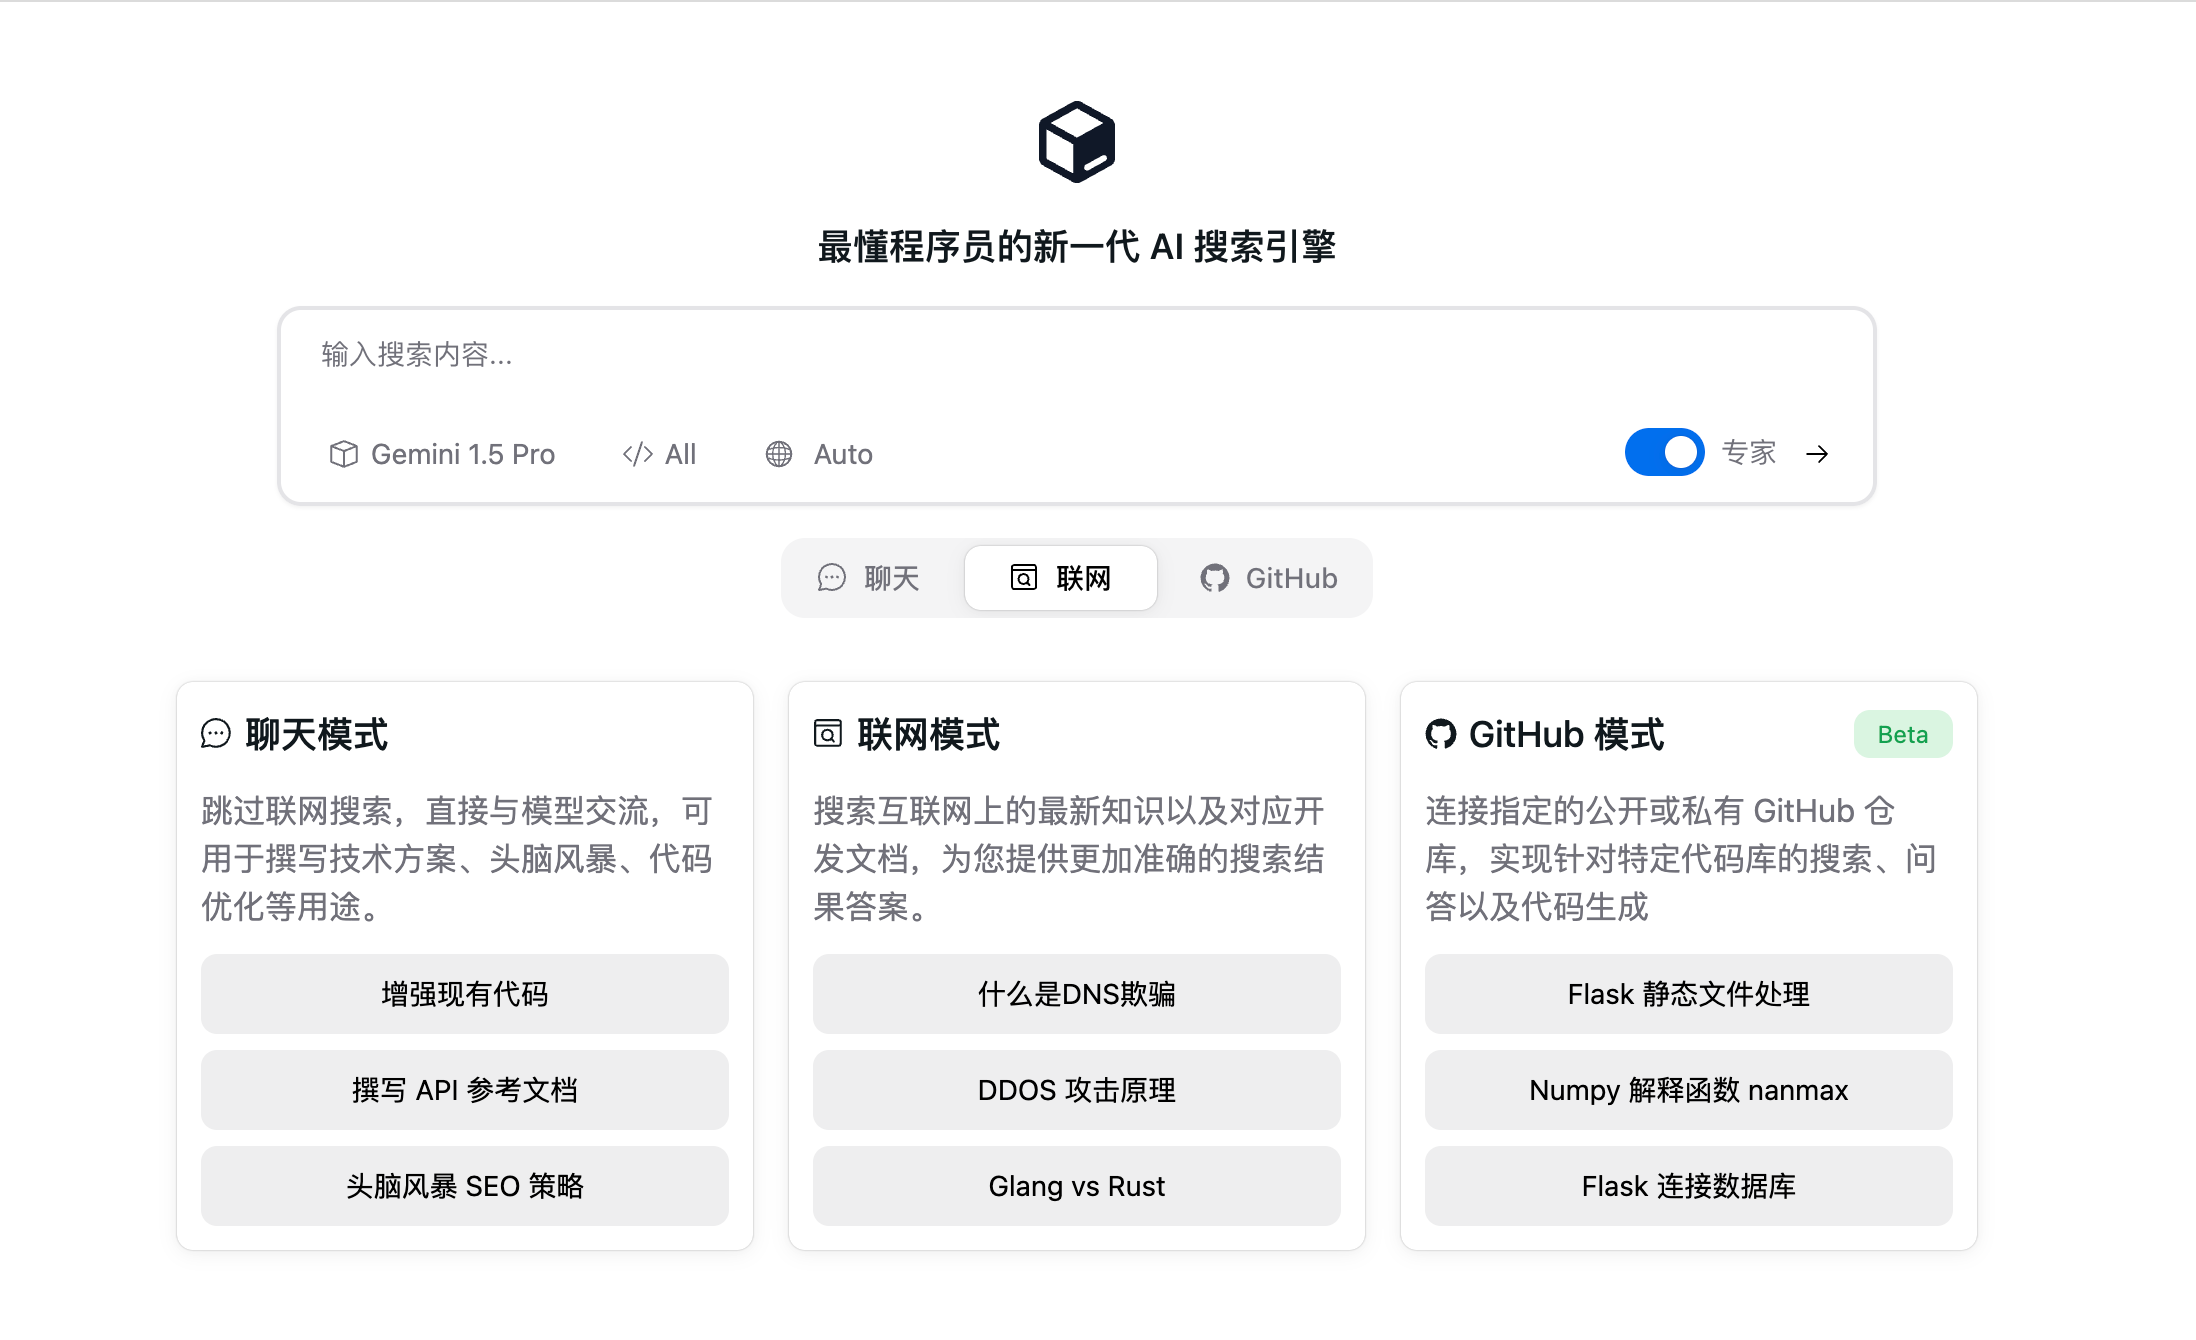 最懂程序员的新一代 AI 搜索引擎
输入搜索内容...
Gemini 1.5 Pro
All
Auto
专家
聊天
联网
GitHub
聊天模式
跳过联网搜索，直接与模型交流，可
用于撰写技术方案、头脑风暴、代码
优化等用途。
增强现有代码
撰写 API 参考文档
头脑风暴 SEO 策略
联网模式
搜索互联网上的最新知识以及对应开
发文档，为您提供更加准确的搜索结
果答案。
什么是DNS欺骗
DDOS 攻击原理
Glang vs Rust
GitHub 模式
Beta
连接指定的公开或私有 GitHub 仓
库，实现针对特定代码库的搜索、问
答以及代码生成
Flask 静态文件处理
Numpy 解释函数 nanmax
Flask 连接数据库